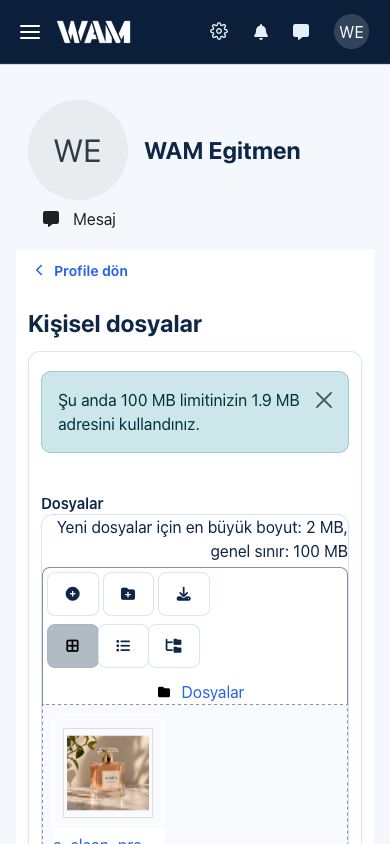 WAM
WE
WE
WAM Egitmen
Mesaj
Profile dön
Kişisel dosyalar
Şu anda 100 MB limitinizin 1.9 MB
adresini kullandınız.
Dosyalar
Yeni dosyalar için en büyük boyut: 2 MB,
genel sınır: 100 MB
Dosyalar